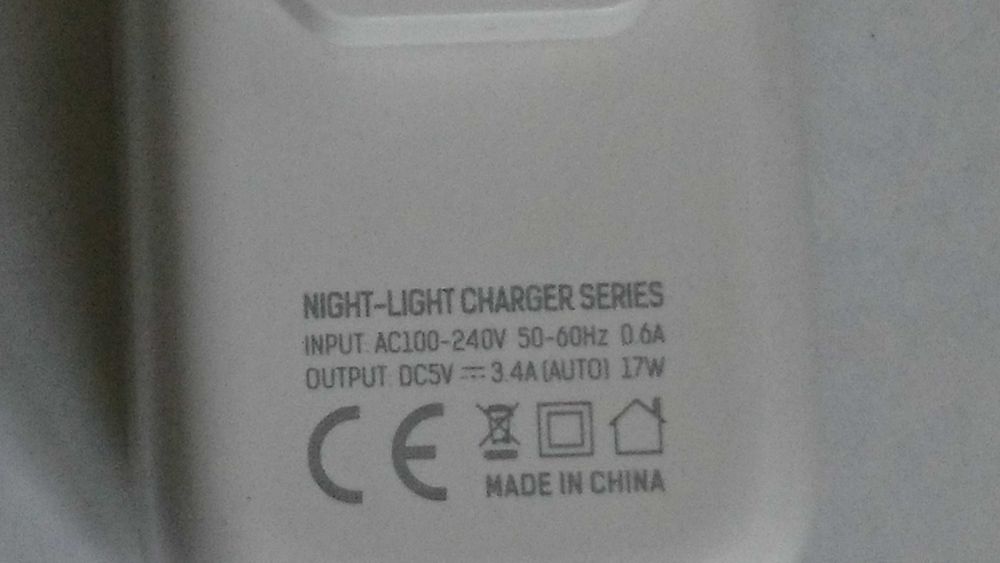 NIGHT-LIGHT CHARGER SERIES
INPUT: AC100-240V 50-60Hz 0.6A
OUTPUT: DC5V ⎓ 3.4A (AUTO) 17W
CE
MADE IN CHINA